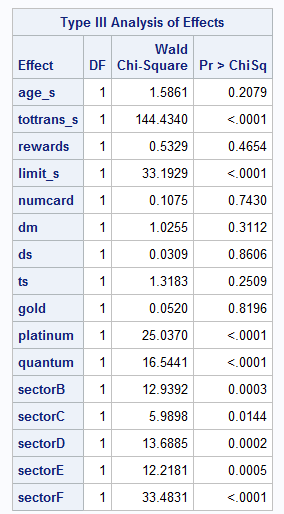 Type III Analysis of Effects
Effect DF Wald Chi-Square Pr > ChiSq
age_s 1 1.5861 0.2079
tottrans_s 1 144.4340 <.0001
rewards 1 0.5329 0.4654
limit_s 1 33.1929 <.0001
numcard 1 0.1075 0.7430
dm 1 1.0255 0.3112
ds 1 0.0309 0.8606
ts 1 1.3183 0.2509
gold 1 0.0520 0.8196
platinum 1 25.0370 <.0001
quantum 1 16.5441 <.0001
sectorB 1 12.9392 0.0003
sectorC 1 5.9898 0.0144
sectorD 1 13.6885 0.0002
sectorE 1 12.2181 0.0005
sectorF 1 33.4831 <.0001